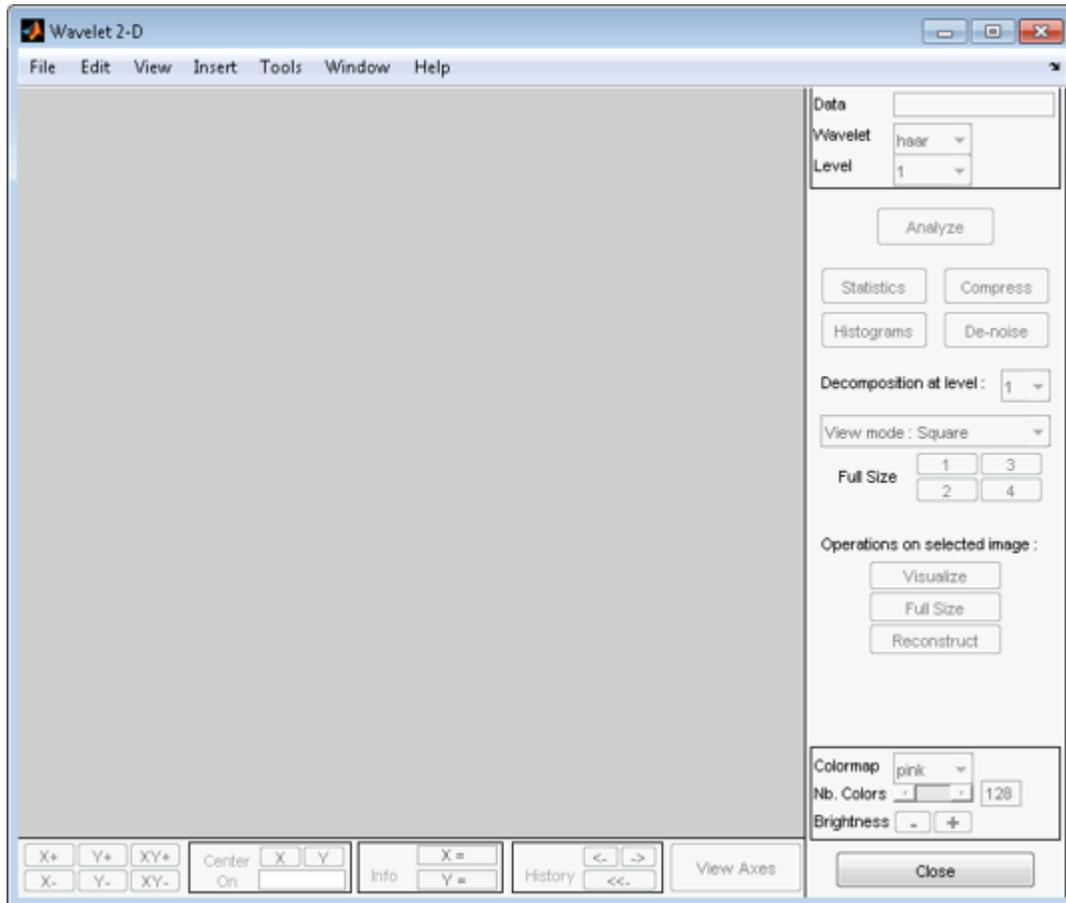 Wavelet 2-D
File Edit View Insert Tools Window Help
Data
Wavelet haar
Level 1
Analyze
Statistics Compress
Histograms De-noise
Decomposition at level : 1
View mode : Square
Full Size 1 3
2 4
Operations on selected image :
Visualize
Full Size
Reconstruct
Colormap pink
Nb. Colors 128
Brightness - +
X+ Y+ XY+ Center X Y X = <- -> View Axes
X- Y- XY- On Info Y = History <<-
Close